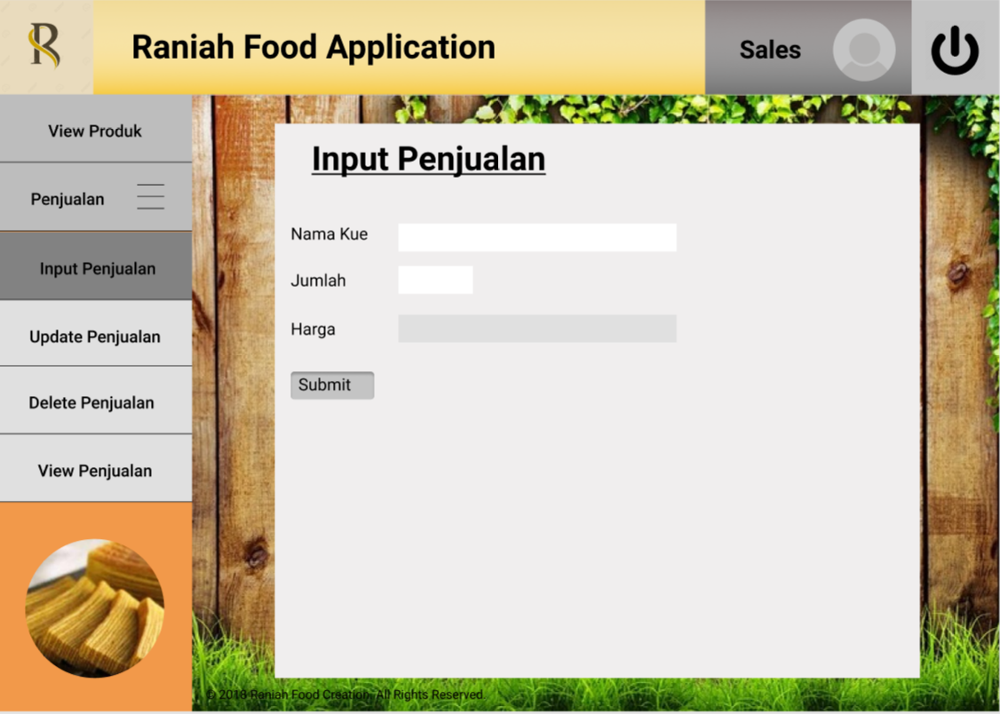 R
Raniah Food Application
Sales
View Produk
Penjualan
Input Penjualan
Update Penjualan
Delete Penjualan
View Penjualan
Input Penjualan
Nama Kue
Jumlah
Harga
Submit
© 2018 Raniah Food Creation. All Rights Reserved.